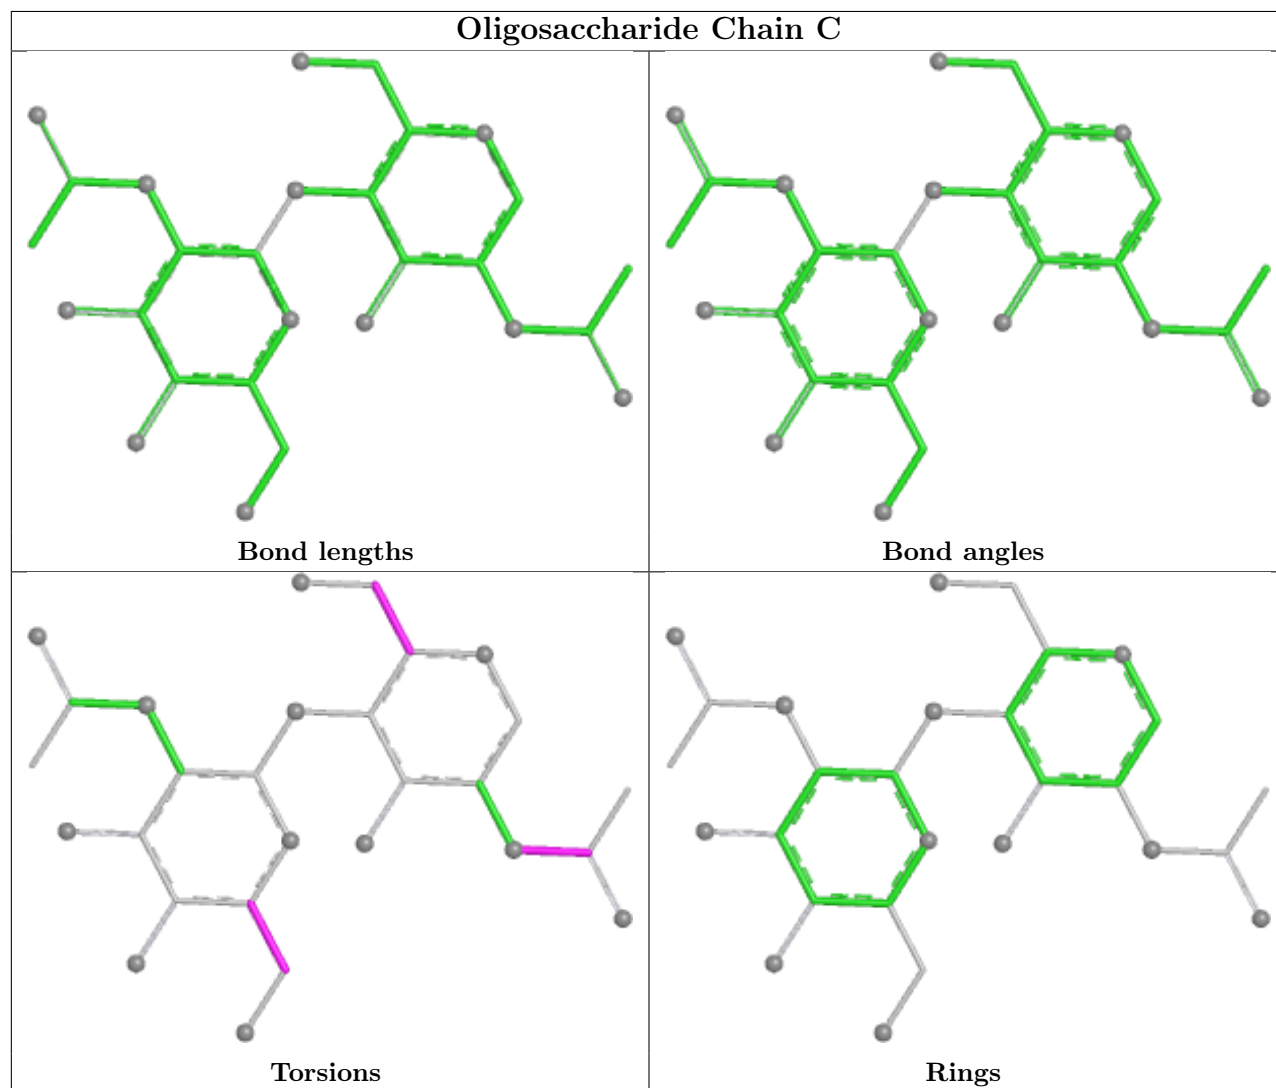 Oligosaccharide Chain C
Bond lengths
Bond angles
Torsions
Rings